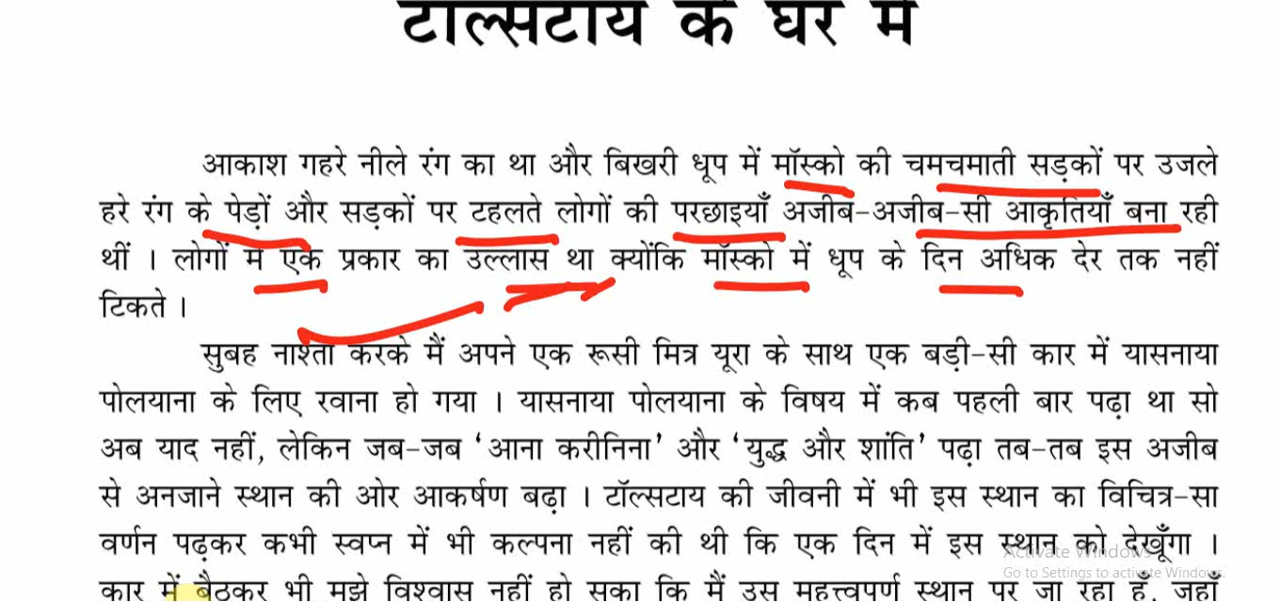 टॉल्सटाय के घर में
आकाश गहरे नीले रंग का था और बिखरी धूप में मॉस्को की चमचमाती सड़कों पर उजले
हरे रंग के पेड़ों और सड़कों पर टहलते लोगों की परछाइयाँ अजीब-अजीब-सी आकृतियाँ बना रही
थीं । लोगों में एक प्रकार का उल्लास था क्योंकि मॉस्को में धूप के दिन अधिक देर तक नहीं
टिकते ।
सुबह नाश्ता करके मैं अपने एक रूसी मित्र यूरा के साथ एक बड़ी-सी कार में यासनाया
पोलयाना के लिए रवाना हो गया । यासनाया पोलयाना के विषय में कब पहली बार पढ़ा था सो
अब याद नहीं, लेकिन जब-जब ‘आना करीनिना’ और ‘युद्ध और शांति’ पढ़ा तब-तब इस अजीब
से अनजाने स्थान की ओर आकर्षण बढ़ा । टॉल्सटाय की जीवनी में भी इस स्थान का विचित्र-सा
वर्णन पढ़कर कभी स्वप्न में भी कल्पना नहीं की थी कि एक दिन में इस स्थान को देखूँगा ।
कार में बैठकर भी मुझे विश्वास नहीं हो सका कि मैं उस महत्त्वपूर्ण स्थान पर जा रहा हूँ, जहाँ
Activate Windows
Go to Settings to activate Windows.